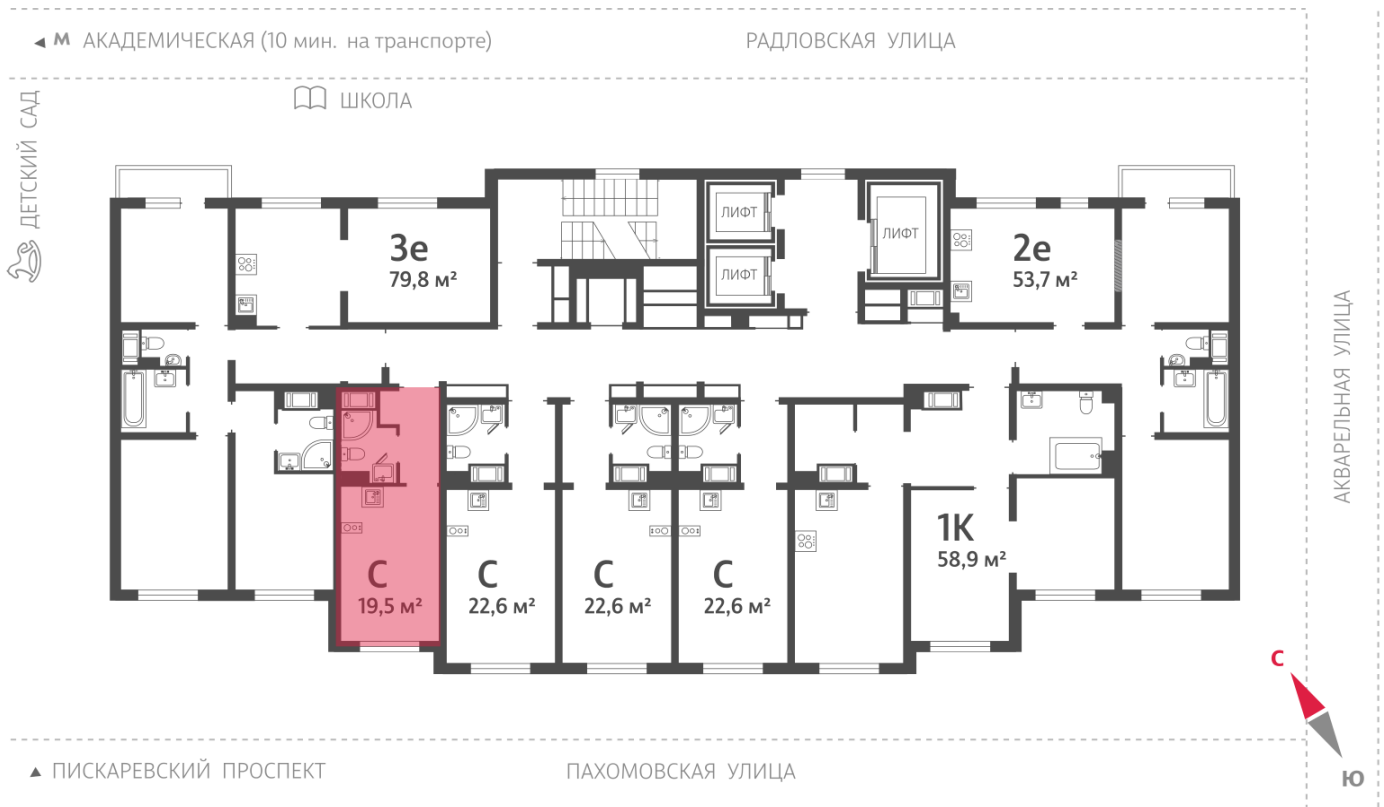 М АКАДЕМИЧЕСКАЯ (10 мин. на транспорте)
РАДЛОВСКАЯ УЛИЦА
ШКОЛА
ДЕТСКИЙ САД
3е
79,8 м²
ЛИФТ
ЛИФТ
ЛИФТ
2е
53,7 м²
АКВАРЕЛЬНАЯ УЛИЦА
С
19,5 м²
С
22,6 м²
С
22,6 м²
С
22,6 м²
1К
58,9 м²
С
Ю
ПИСКАРЕВСКИЙ ПРОСПЕКТ
ПАХОМОВСКАЯ УЛИЦА